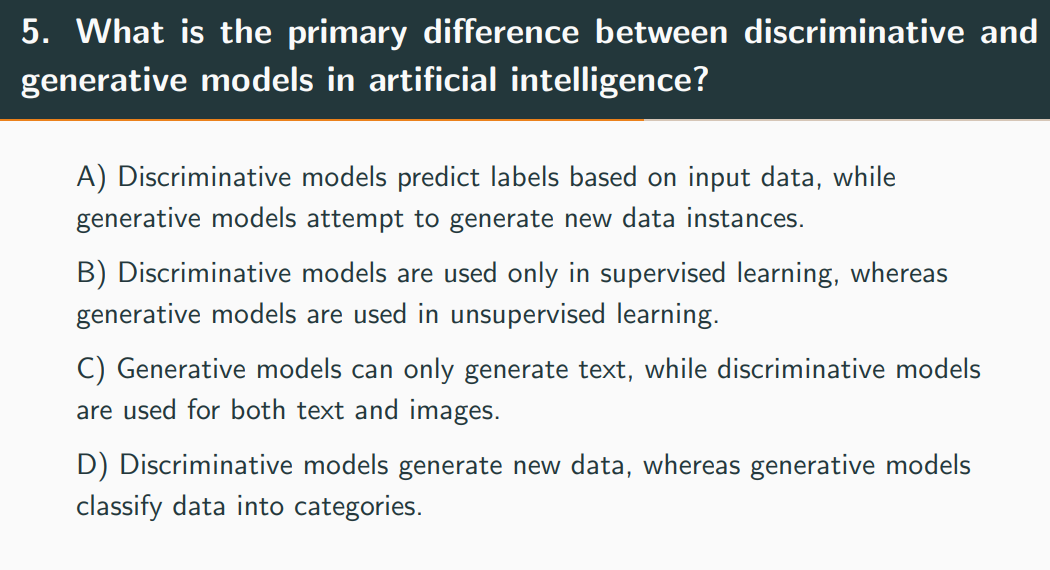 5. What is the primary difference between discriminative and
generative models in artificial intelligence?
A) Discriminative models predict labels based on input data, while
generative models attempt to generate new data instances.
B) Discriminative models are used only in supervised learning, whereas
generative models are used in unsupervised learning.
C) Generative models can only generate text, while discriminative models
are used for both text and images.
D) Discriminative models generate new data, whereas generative models
classify data into categories.